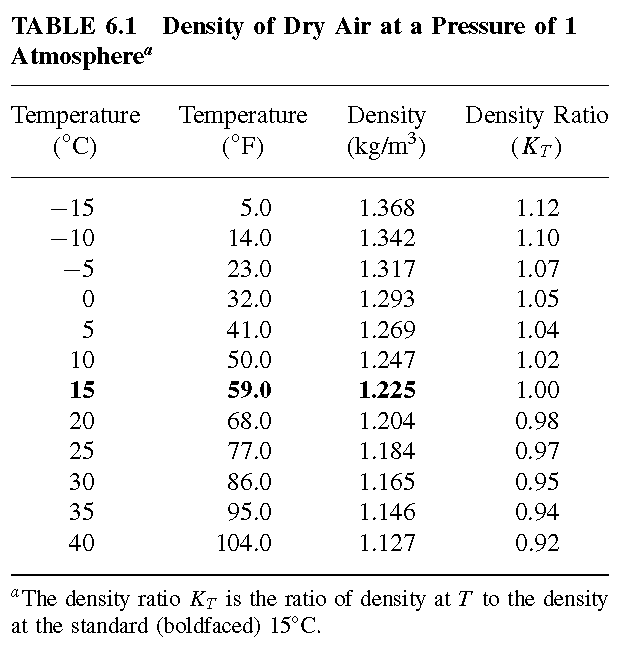 TABLE 6.1 Density of Dry Air at a Pressure of 1
Atmosphereᵃ
Temperature Temperature Density Density Ratio
(°C) (°F) (kg/m³) (K_T)
−15 5.0 1.368 1.12
−10 14.0 1.342 1.10
−5 23.0 1.317 1.07
0 32.0 1.293 1.05
5 41.0 1.269 1.04
10 50.0 1.247 1.02
15 59.0 1.225 1.00
20 68.0 1.204 0.98
25 77.0 1.184 0.97
30 86.0 1.165 0.95
35 95.0 1.146 0.94
40 104.0 1.127 0.92
ᵃThe density ratio K_T is the ratio of density at T to the density
at the standard (boldfaced) 15°C.